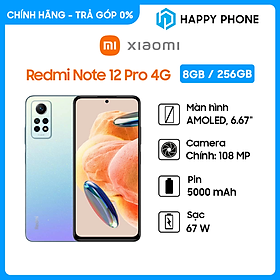 CHÍNH HÃNG - TRẢ GÓP 0%
HAPPY PHONE
mi xiaomi
Redmi Note 12 Pro 4G
8GB / 256GB
Màn hình
AMOLED, 6.67"
Camera
Chính: 108 MP
Pin
5000 mAh
Sạc
67 W